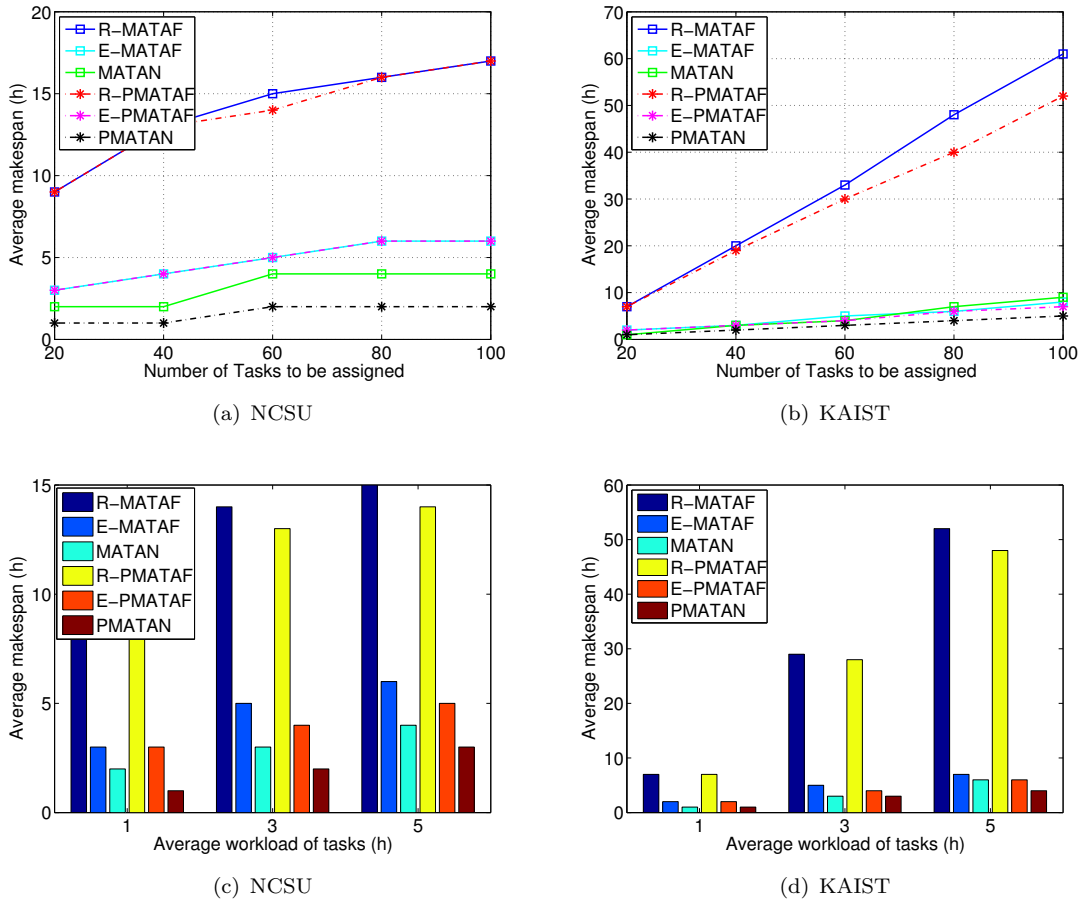 20
15
10
5
0
20 40 60 80 100
Average makespan (h)
Number of Tasks to be assigned
R-MATAF
E-MATAF
MATAN
R-PMATAF
E-PMATAF
PMATAN
(a) NCSU
70
60
50
40
30
20
10
0
20 40 60 80 100
Average makespan (h)
Number of Tasks to be assigned
R-MATAF
E-MATAF
MATAN
R-PMATAF
E-PMATAF
PMATAN
(b) KAIST
15
10
5
0
1 3 5
Average makespan (h)
Average workload of tasks (h)
R-MATAF
E-MATAF
MATAN
R-PMATAF
E-PMATAF
PMATAN
(c) NCSU
60
50
40
30
20
10
0
1 3 5
Average makespan (h)
Average workload of tasks (h)
R-MATAF
E-MATAF
MATAN
R-PMATAF
E-PMATAF
PMATAN
(d) KAIST